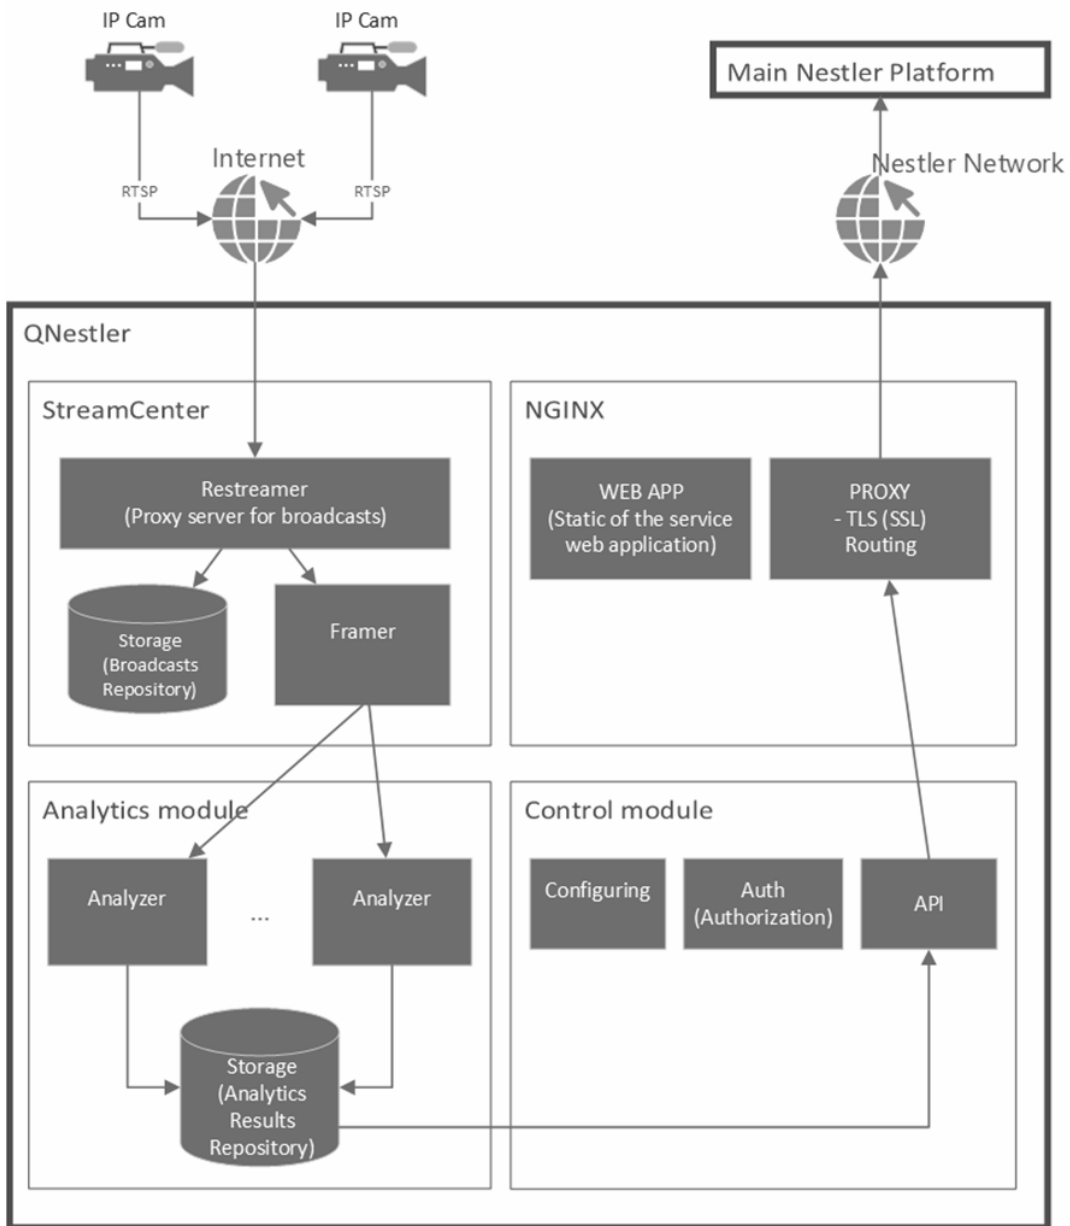 IP Cam
IP Cam
Main Nestler Platform
Internet
Nestler Network
RTSP
RTSP
QNestler
StreamCenter
Restreamer
(Proxy server for broadcasts)
Storage
(Broadcasts
Repository)
Framer
NGINX
WEB APP
(Static of the service
web application)
PROXY
- TLS (SSL)
Routing
Analytics module
Analyzer
...
Analyzer
Storage
(Analytics
Results
Repository)
Control module
Configuring
Auth
(Authorization)
API